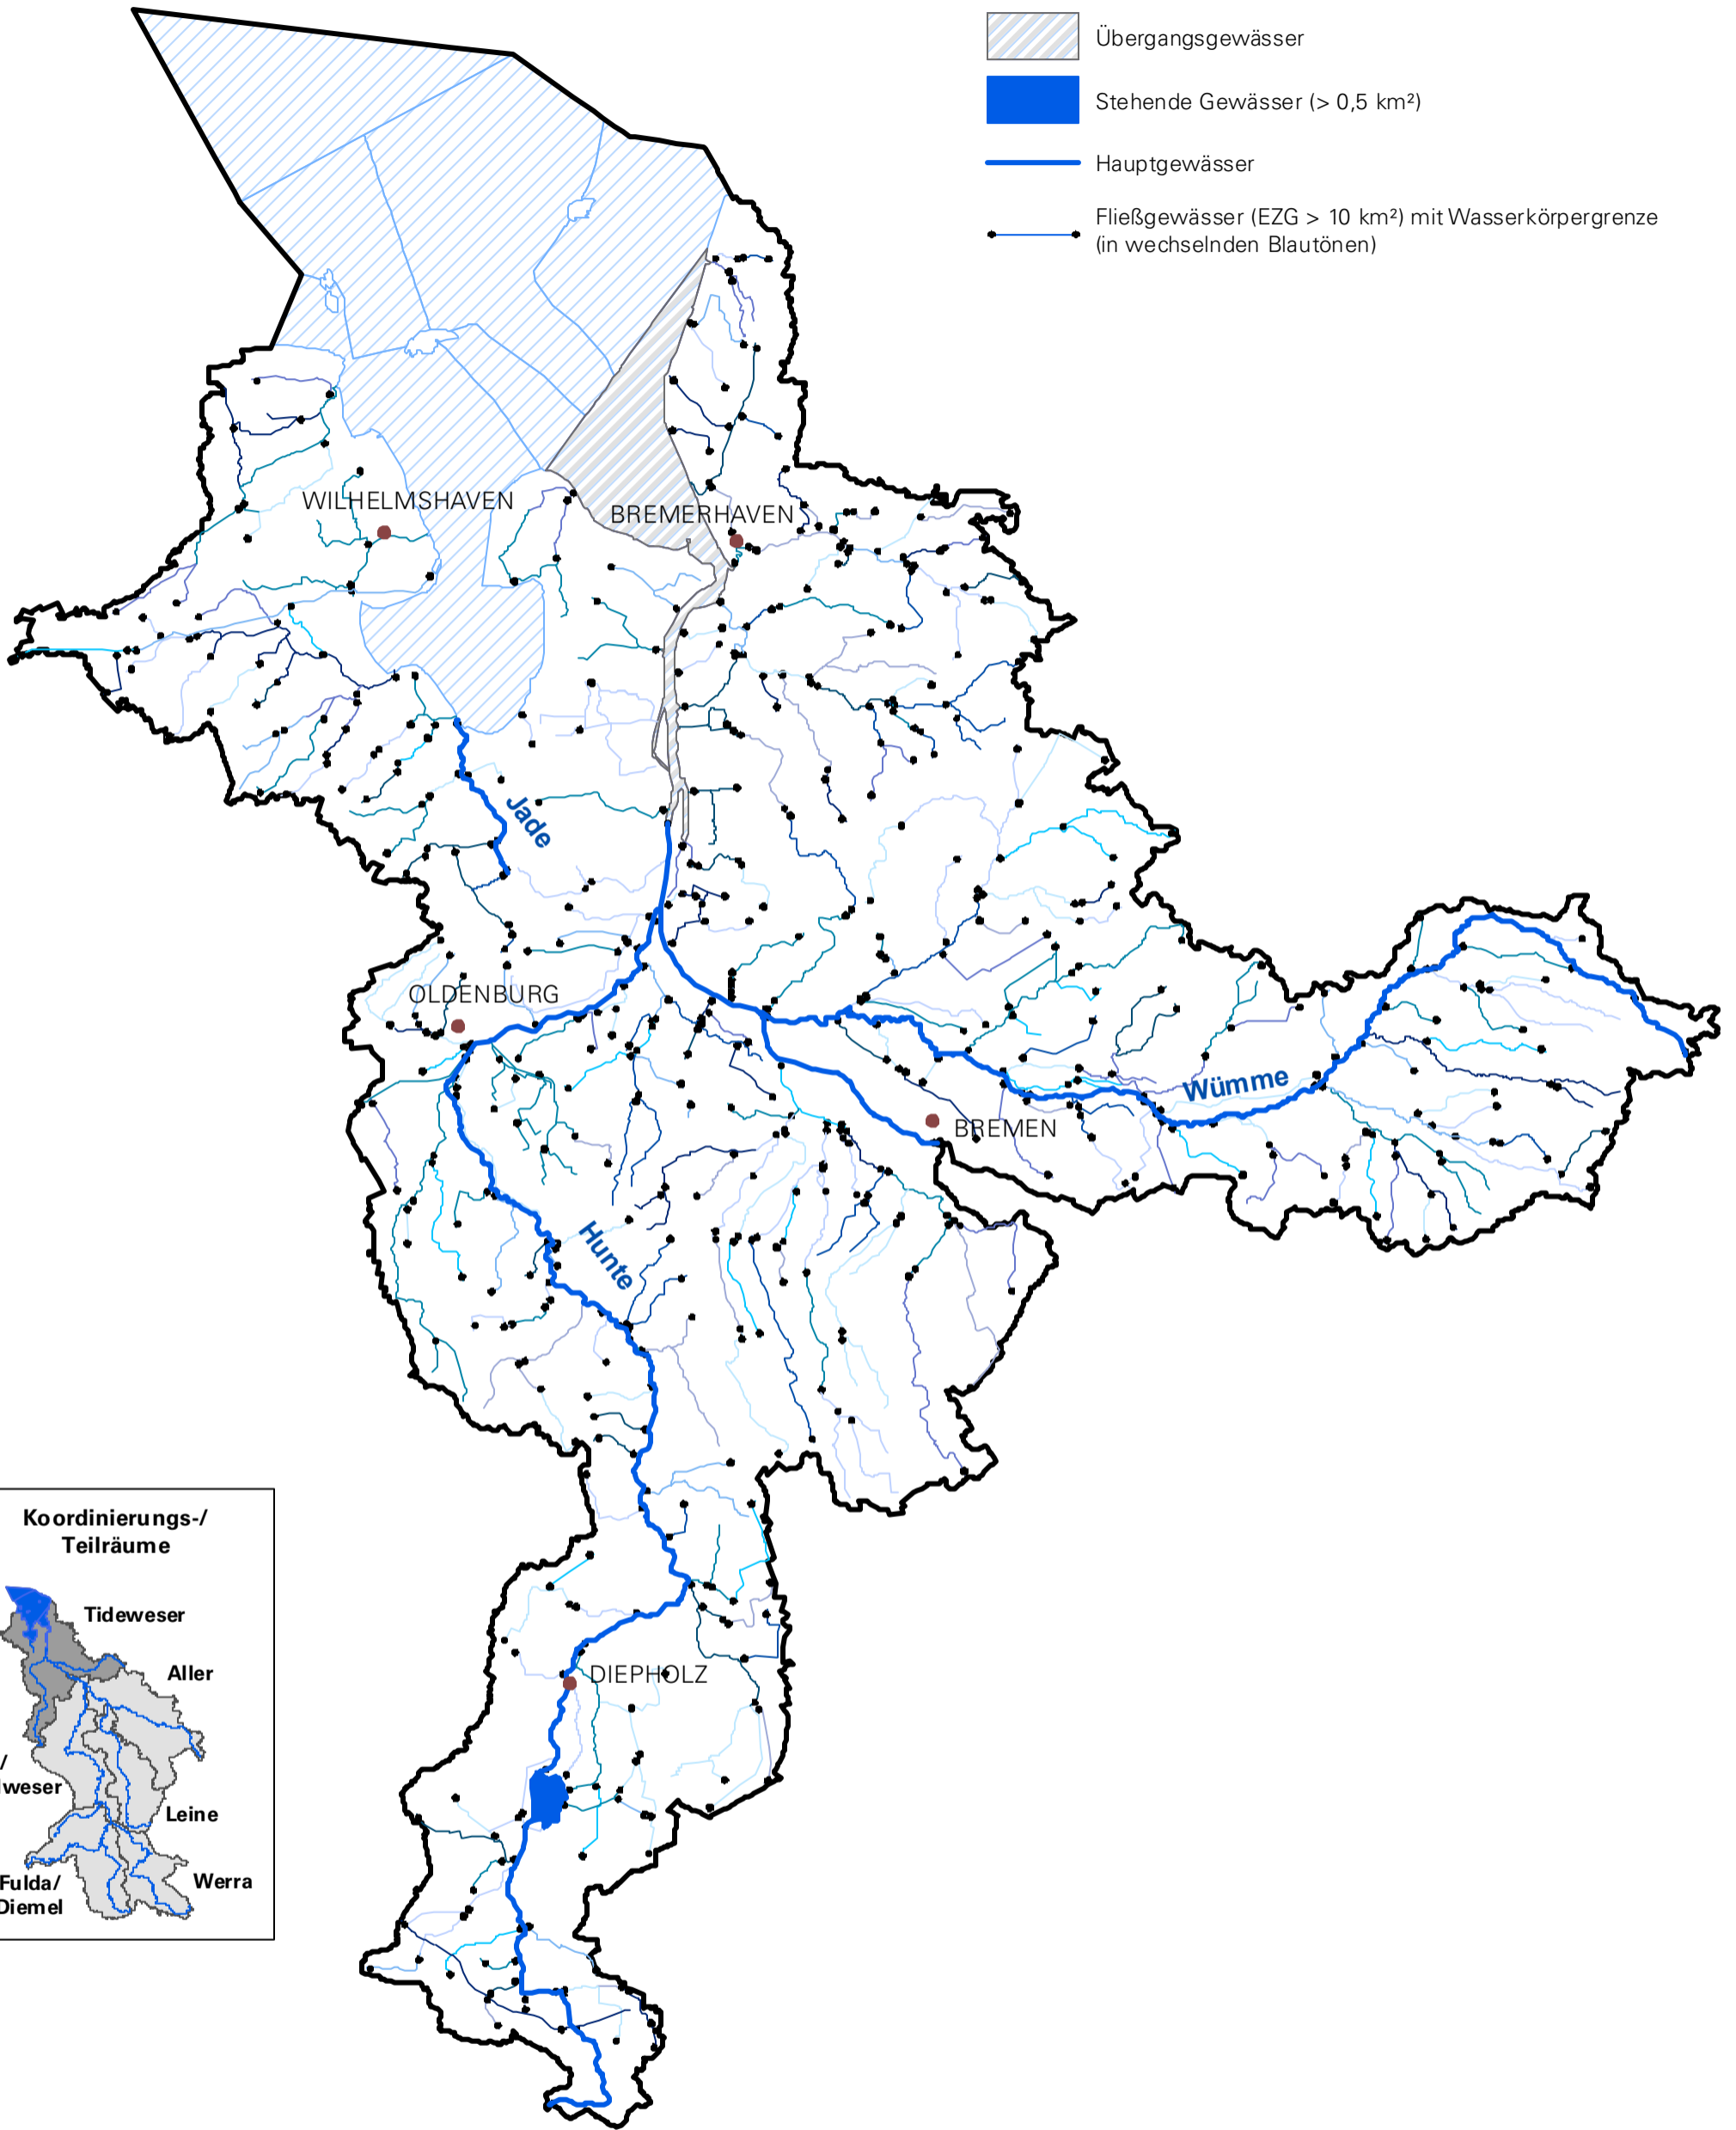 Übergangsgewässer
Stehende Gewässer (> 0,5 km²)
Hauptgewässer
Fließgewässer (EZG > 10 km²) mit Wasserkörpergrenze
(in wechselnden Blautönen)
WILHELMSHAVEN
BREMERHAVEN
Jade
OLDENBURG
Wümme
BREMEN
Hunte
DIEPHOLZ
Koordinierungs-/
Teilräume
Tideweser
Aller
/
lweser
Leine
Fulda/
Diemel
Werra